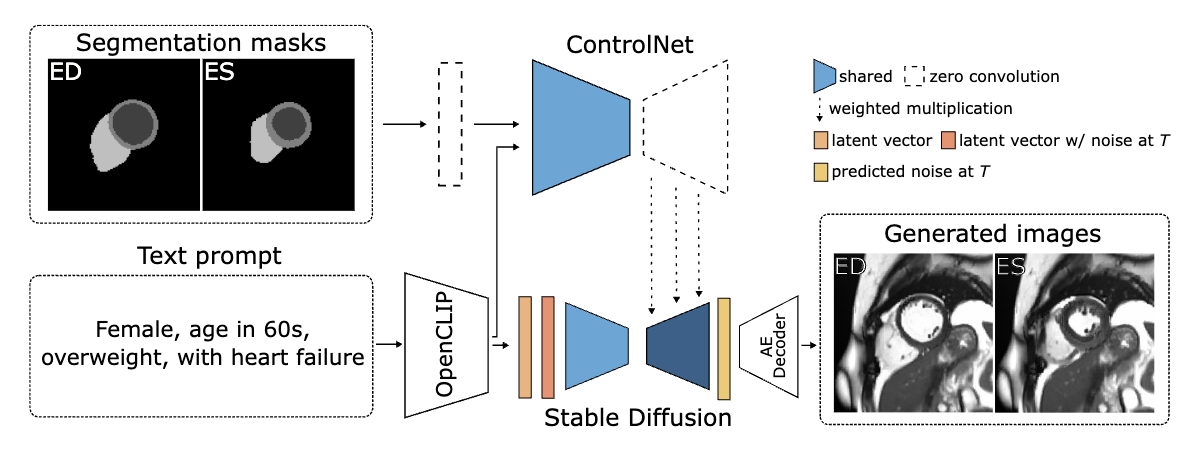 Segmentation masks
ED
ES
ControlNet
shared
zero convolution
weighted multiplication
latent vector
latent vector w/ noise at T
predicted noise at T
Text prompt
Female, age in 60s,
overweight, with heart failure
OpenCLIP
Stable Diffusion
AE
Decoder
Generated images
ED
ES